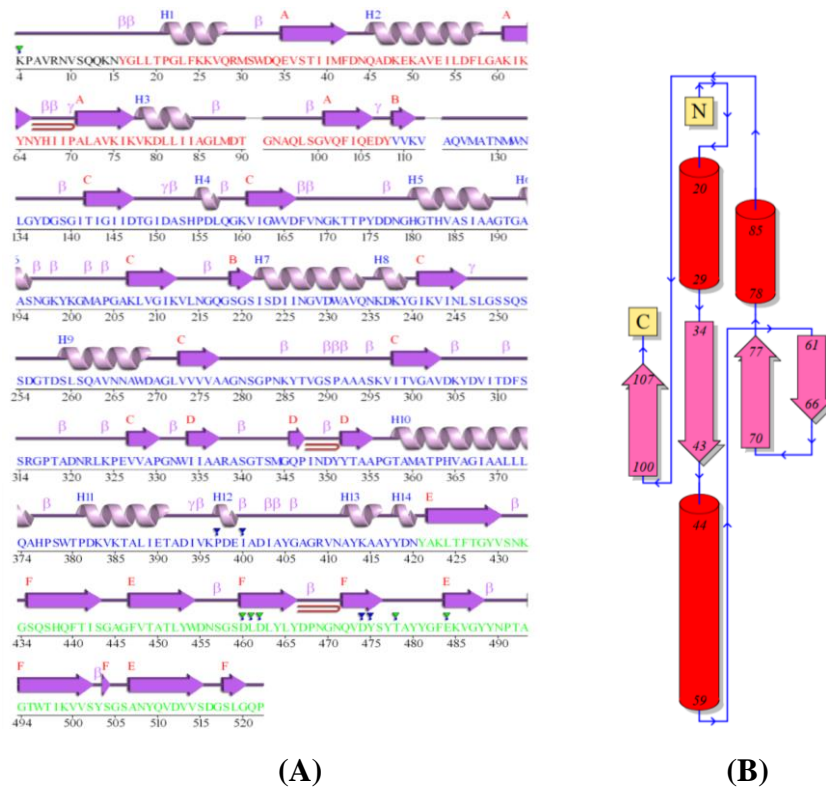 ββ H1 β A H2 A
KPAVRNVSQQKNYGLLTPGLFKKVQRMSWDQEVSTIIMFDNQADKEKAVEILDFLGAKIK
4 10 15 20 25 30 35 40 45 50 55 60
ββ γ A H3 β A β B
YNYHIIPALAVKIKVKDLLIIAGLMDT GNAQLSGVQFIQEDYVVKV AQVMATNMWN
64 70 75 80 85 90 95 100 105 110 130
β C β ββ H4 β C ββ β H5 H6
LGYDGSGITIGIIDTGIDASHPDLQGKVIGWVDFVNGKTTPYDDNGHGTHVASIAAGTGA
134 140 145 150 155 160 165 170 175 180 185 190
β β β β C β B H7 H8 C γ
ASNGKYKGMAPGAKLVGIKVLNGQGSGSISDIINGVDWAVQNKDKYGIKVINLSLGSSQS
194 200 205 210 215 220 225 230 235 240 245 250
H9 C β βββ β C β β
SDGTDSLSQAVNNAWDAGLVVVVAAGNSGPNKYTVGSPAAASKVITVGAVDKYDVITDFS
254 260 265 270 275 280 285 290 295 300 305 310
β β C β D β D β D H10
SRGPTADNRLKPEVVAPGNWIIAARASGTSMGQPINDYYTAAPGTAMATPHVAGIAALLL
314 320 325 330 335 340 345 350 355 360 365 370
β H11 γβ H12 β ββ β H13 H14 E β
QAHPSWTPDKVKTALIETADIVKPDEIADIAYGAGRVNAYKAAYYDNYAKLTFTGYVSNK
374 380 385 390 395 400 405 410 415 420 425 430
F E β F F E β
GSQSHQFTISGAGFVTATLYWDNSGSDLDLYLYDPNGNQVDYSYTAYYGFEKVGYYNPTA
434 440 445 450 455 460 465 470 475 480 485 490
F β F E F
GTWTIKVVSYSGSANYQVDVVSDGSLGQP
494 500 505 510 515 520
(A)
N
20
29
85
78
C
34
43
77
70
61
66
107
100
44
59
(B)